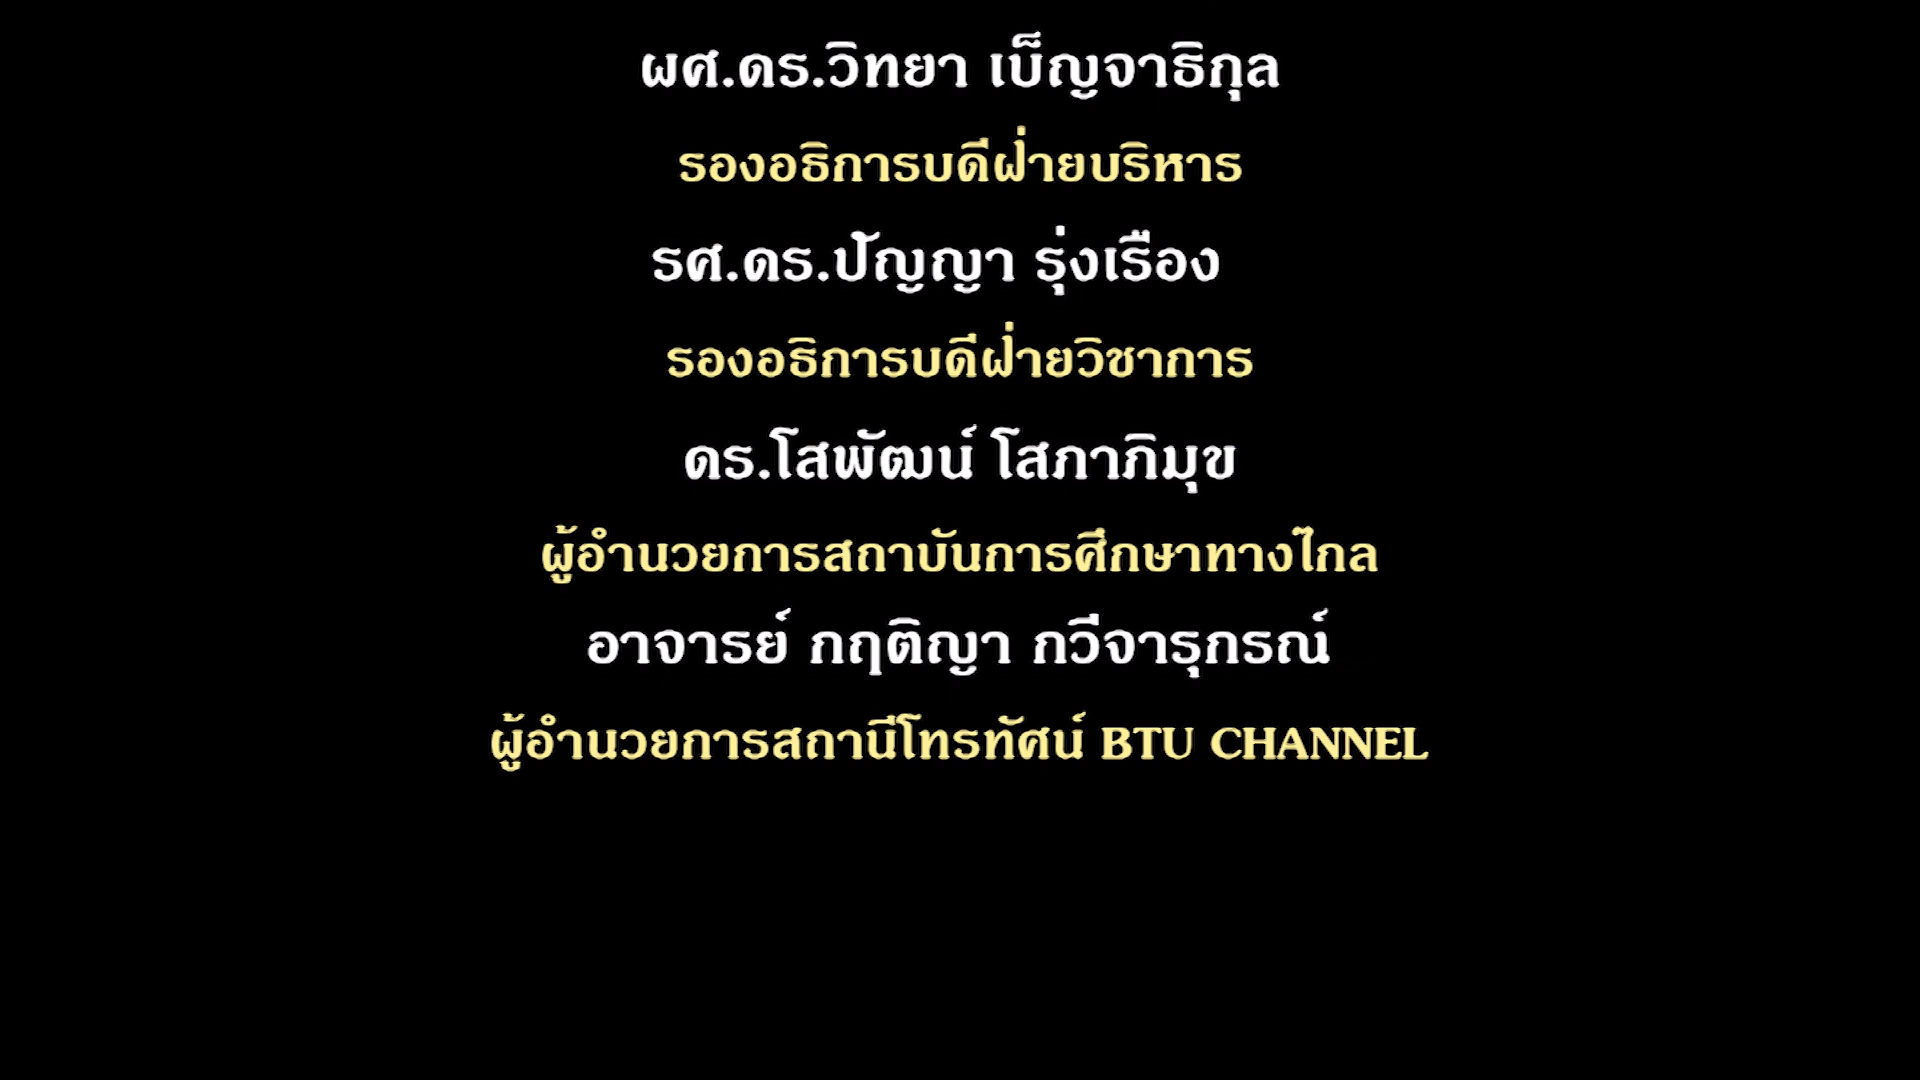 ผศ.ดร.วิทยา เบ็ญจาธิกุล
รองอธิการบดีฝ่ายบริหาร
รศ.ดร.ปัญญา รุ่งเรือง
รองอธิการบดีฝ่ายวิชาการ
ดร.โสพัฒน์ โสภาภิมุข
ผู้อำนวยการสถาบันการศึกษาทางไกล
อาจารย์ กฤติญา กวีจารุกรณ์
ผู้อำนวยการสถานีโทรทัศน์ BTU CHANNEL